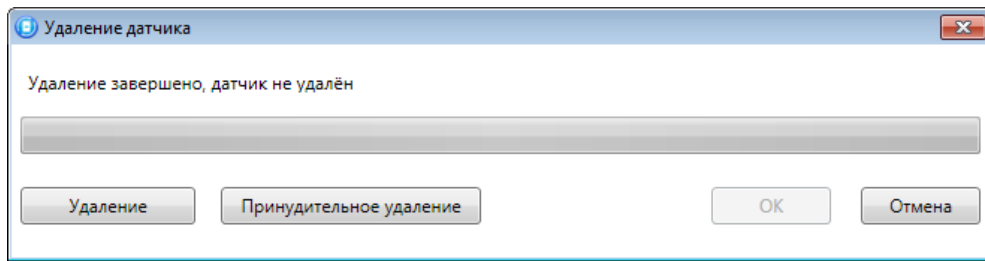 Удаление датчика
Удаление завершено, датчик не удалён
Удаление
Принудительное удаление
OK
Отмена